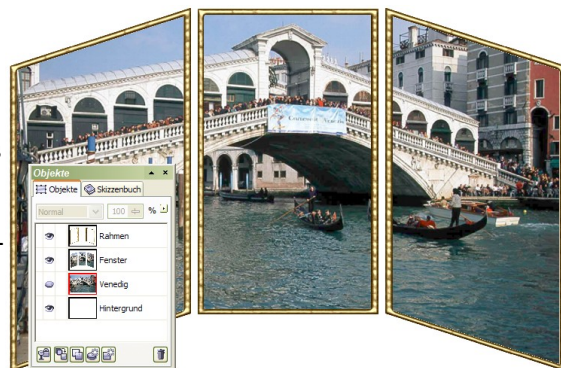 Objekte
Objekte Skizzenbuch
Normal 100 %
Rahmen
Fenster
Venedig
Hintergrund